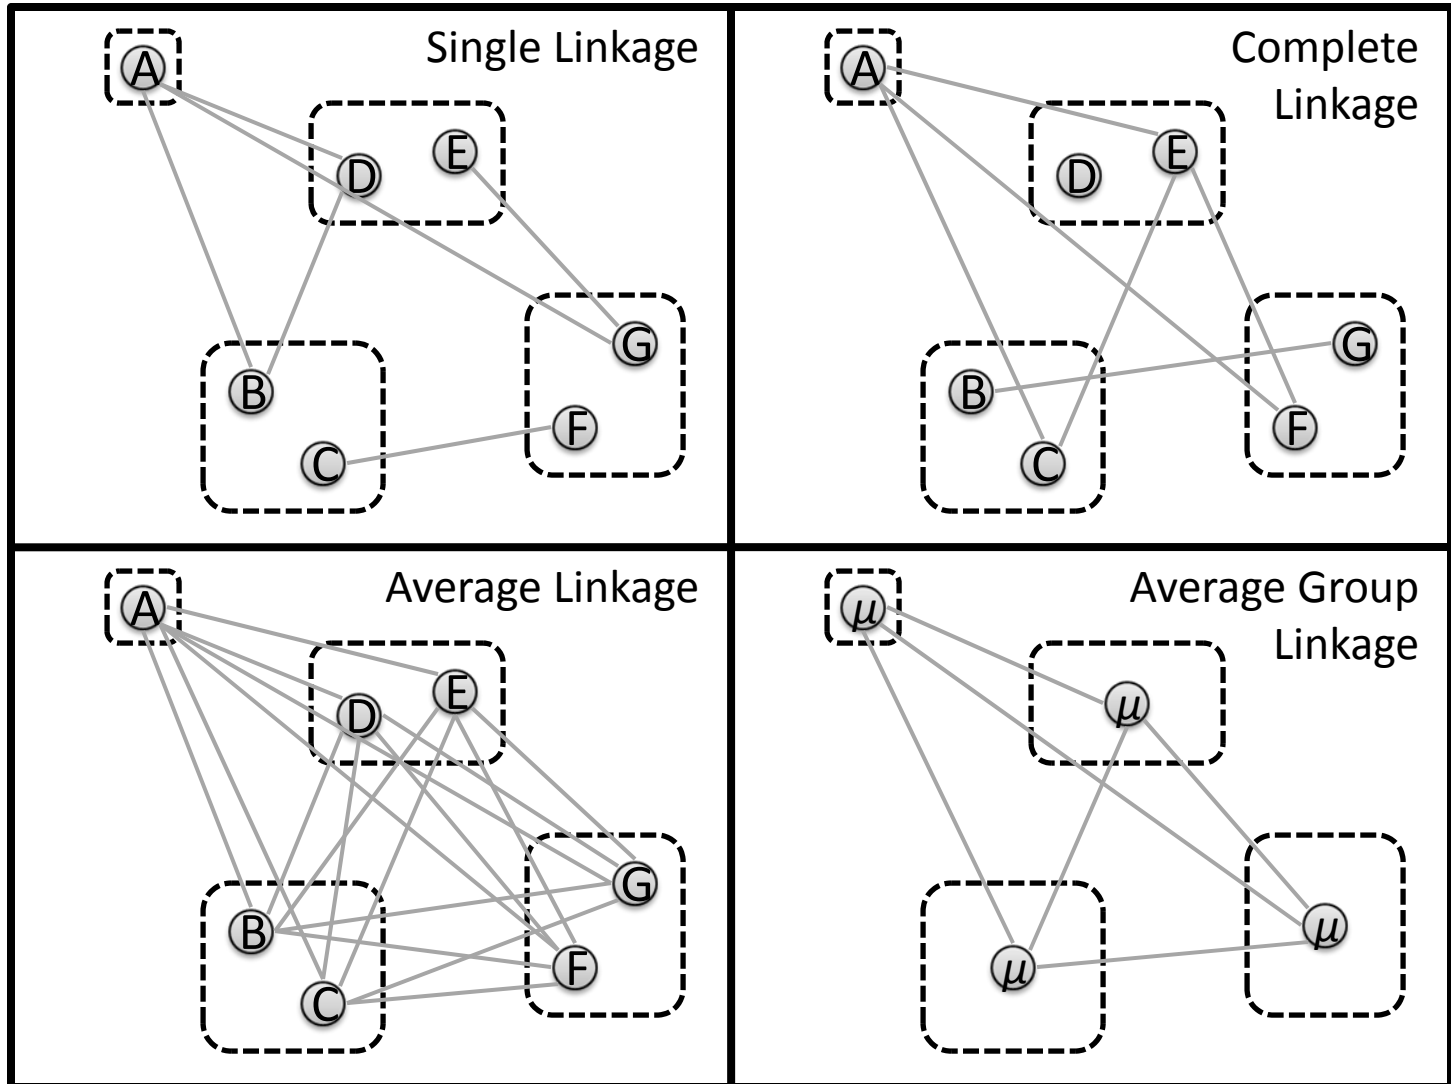 Single Linkage
A
D
E
B
C
G
F
Complete
Linkage
A
D
E
B
C
G
F
Average Linkage
A
D
E
B
C
G
F
Average Group
Linkage
μ
μ
μ
μ